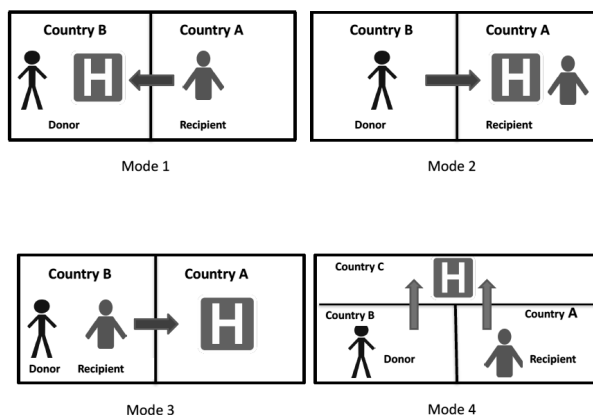 Country B Country A
H
Donor Recipient
Mode 1
Country B Country A
H
Donor Recipient
Mode 2
Country B Country A
H
Donor Recipient
Mode 3
Country C
H
Country B Country A
Donor Recipient
Mode 4